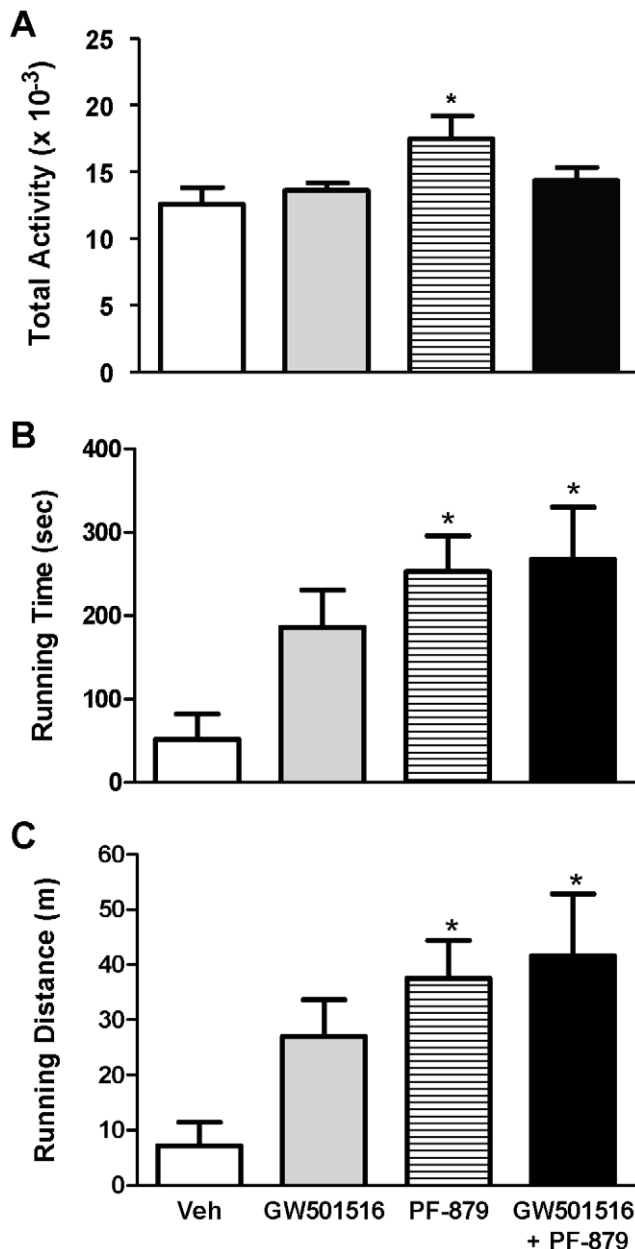 A
Total Activity (x 10-3)
25
20
15
10
5
0
*
B
Running Time (sec)
400
300
200
100
0
*
*
C
Running Distance (m)
60
50
40
30
20
10
0
*
*
Veh
GW501516
PF-879
GW501516
+ PF-879